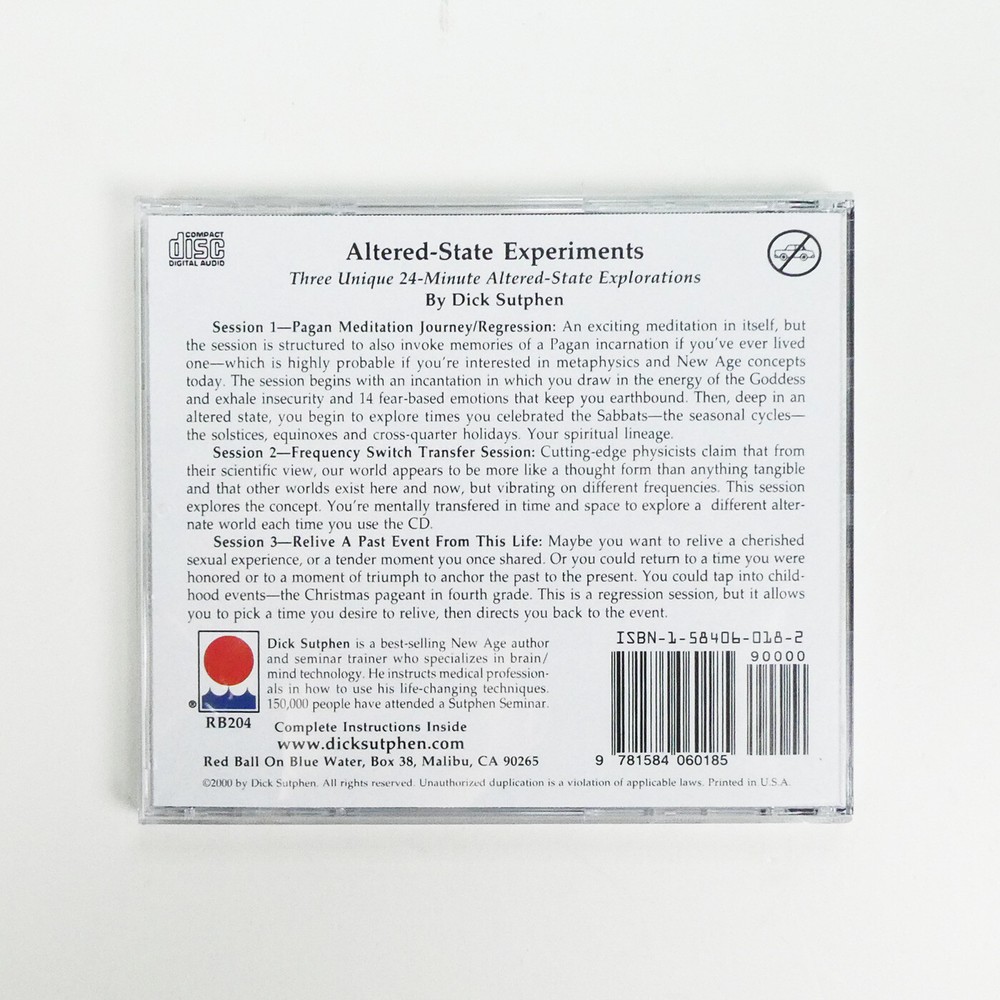 COMPACT
disc
DIGITAL AUDIO
Altered-State Experiments
Three Unique 24-Minute Altered-State Explorations
By Dick Sutphen
Session 1—Pagan Meditation Journey/Regression: An exciting meditation in itself, but
the session is structured to also invoke memories of a Pagan incarnation if you've ever lived
one—which is highly probable if you're interested in metaphysics and New Age concepts
today. The session begins with an incantation in which you draw in the energy of the Goddess
and exhale insecurity and 14 fear-based emotions that keep you earthbound. Then, deep in an
altered state, you begin to explore times you celebrated the Sabbats—the seasonal cycles—
the solstices, equinoxes and cross-quarter holidays. Your spiritual lineage.
Session 2—Frequency Switch Transfer Session: Cutting-edge physicists claim that from
their scientific view, our world appears to be more like a thought form than anything tangible
and that other worlds exist here and now, but vibrating on different frequencies. This session
explores the concept. You're mentally transfered in time and space to explore a different alter-
nate world each time you use the CD.
Session 3—Relive A Past Event From This Life: Maybe you want to relive a cherished
sexual experience, or a tender moment you once shared. Or you could return to a time you were
honored or to a moment of triumph to anchor the past to the present. You could tap into child-
hood events—the Christmas pageant in fourth grade. This is a regression session, but it allows
you to pick a time you desire to relive, then directs you back to the event.
Dick Sutphen is a best-selling New Age author
and seminar trainer who specializes in brain/
mind technology. He instructs medical profession-
als in how to use his life-changing techniques.
150,000 people have attended a Sutphen Seminar.
®
RB204
Complete Instructions Inside
www.dicksutphen.com
Red Ball On Blue Water, Box 38, Malibu, CA 90265
ISBN-1-58406-018-2
90000
9 781584 060185
©2000 by Dick Sutphen. All rights reserved. Unauthorized duplication is a violation of applicable laws. Printed in U.S.A.